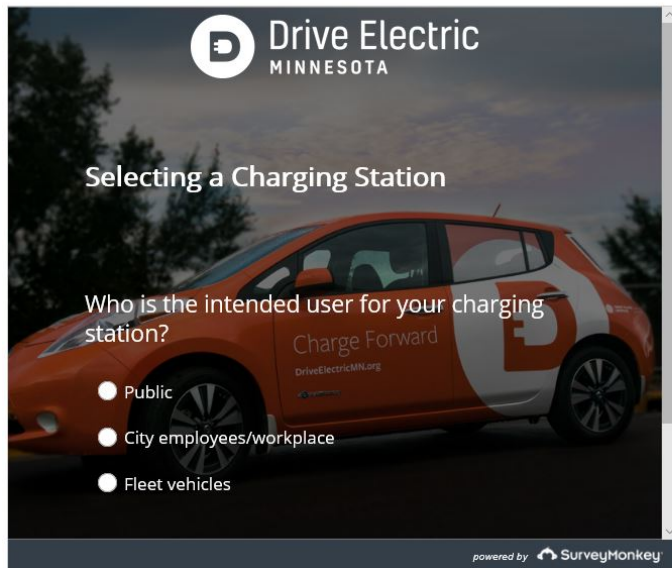 Drive Electric
MINNESOTA
Selecting a Charging Station
Who is the intended user for your charging
station?
Charge Forward
DriveElectricMN.org
Public
City employees/workplace
Fleet vehicles
powered by SurveyMonkey